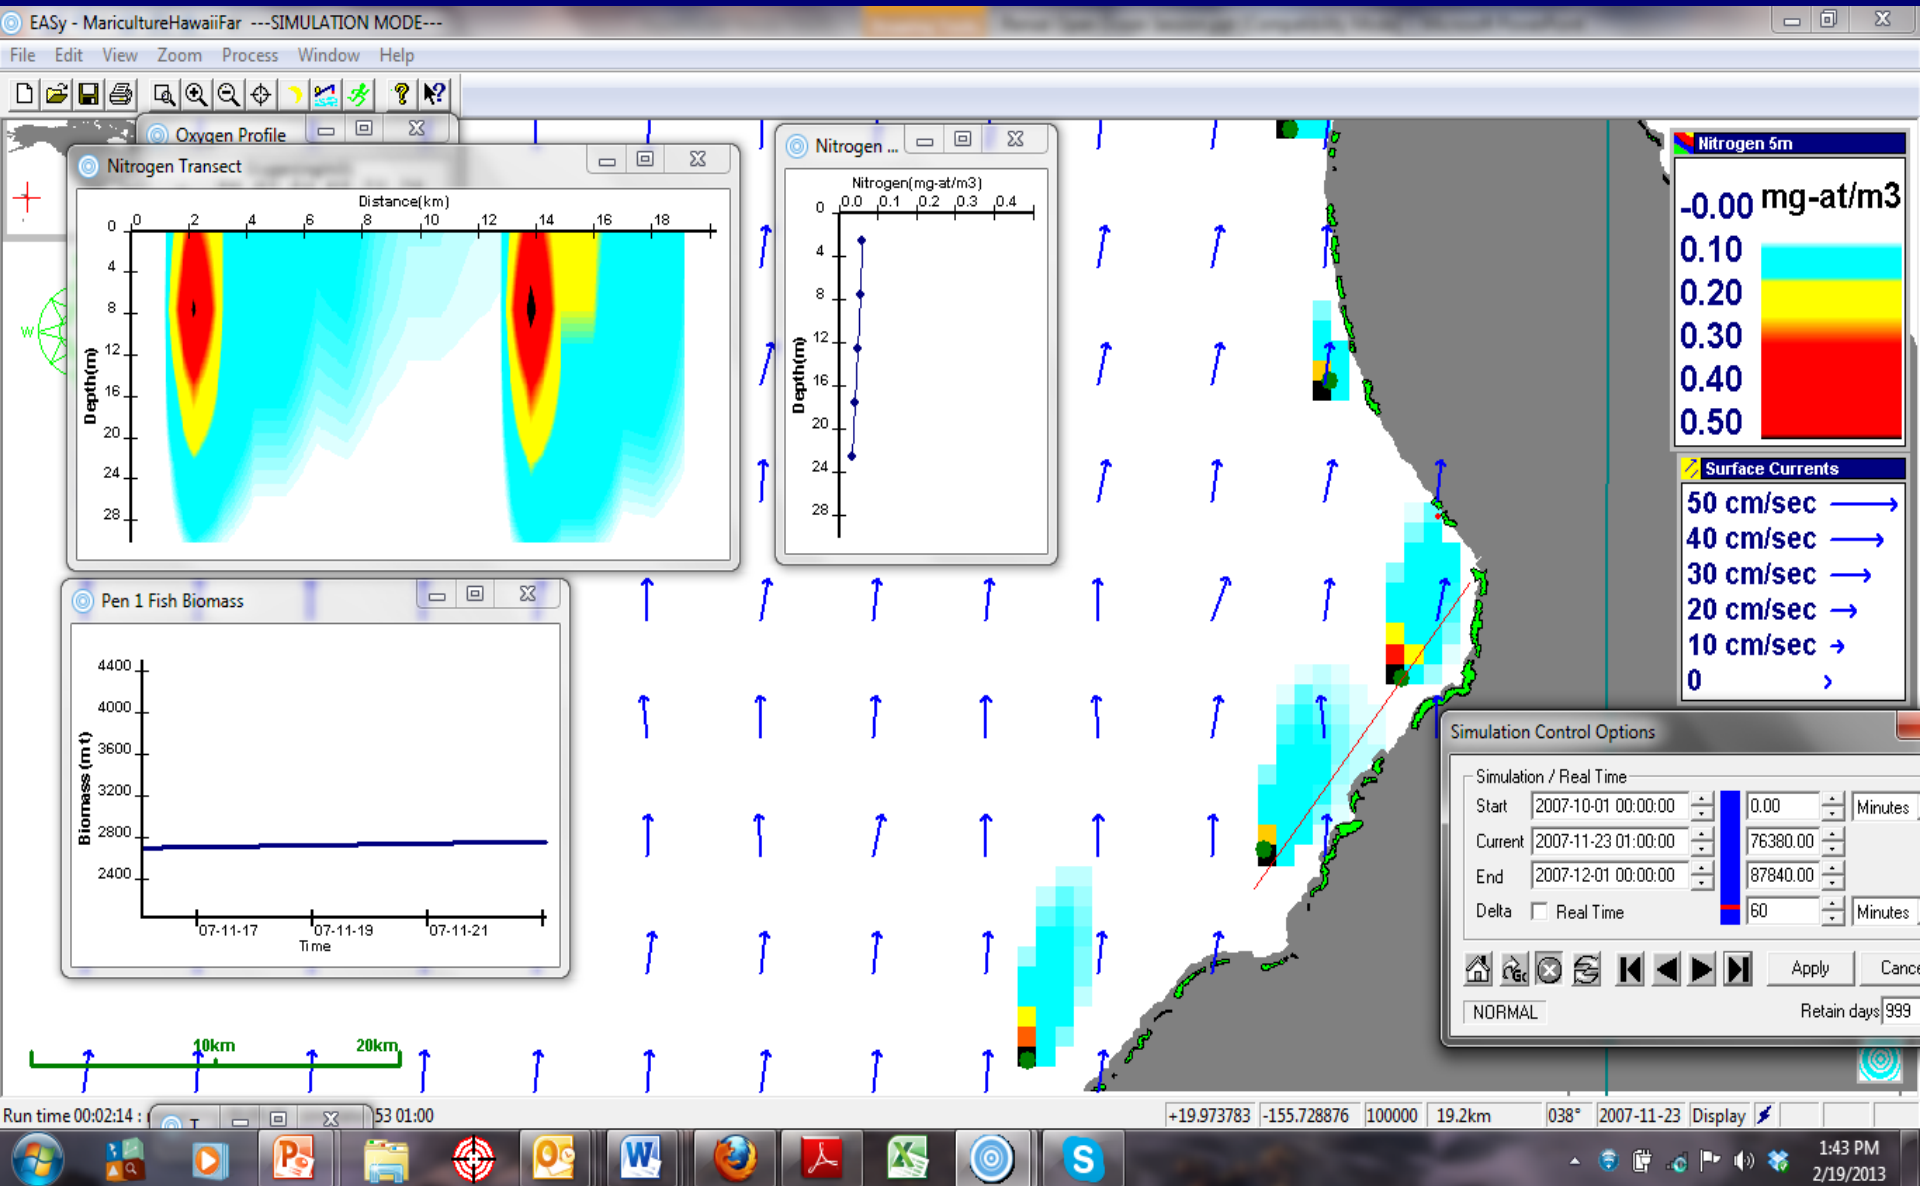 EASy - MaricultureHawaiiFar ---SIMULATION MODE---
File Edit View Zoom Process Window Help
Oxygen Profile
Nitrogen Transect
Distance(km)
0 2 4 6 8 10 12 14 16 18
0
4
8
12
16
20
24
28
Depth(m)
Nitrogen ...
Nitrogen(mg-at/m3)
0.0 0.1 0.2 0.3 0.4
0
4
8
12
16
20
24
28
Depth(m)
W
Nitrogen 5m
mg-at/m3
-0.00
0.10
0.20
0.30
0.40
0.50
Surface Currents
50 cm/sec
40 cm/sec
30 cm/sec
20 cm/sec
10 cm/sec
0
Pen 1 Fish Biomass
4400
4000
3600
3200
2800
2400
Biomass (mt)
07-11-17 07-11-19 07-11-21
Time
Simulation Control Options
Simulation / Real Time
Start 2007-10-01 00:00:00 0.00 Minutes
Current 2007-11-23 01:00:00 76380.00
End 2007-12-01 00:00:00 87840.00
Delta Real Time 60 Minutes
Apply Cance
NORMAL Retain days 999
10km 20km
Run time 00:02:14 : 53 01:00
T
+19.973783 -155.728876 100000 19.2km 038° 2007-11-23 Display
1:43 PM
2/19/2013